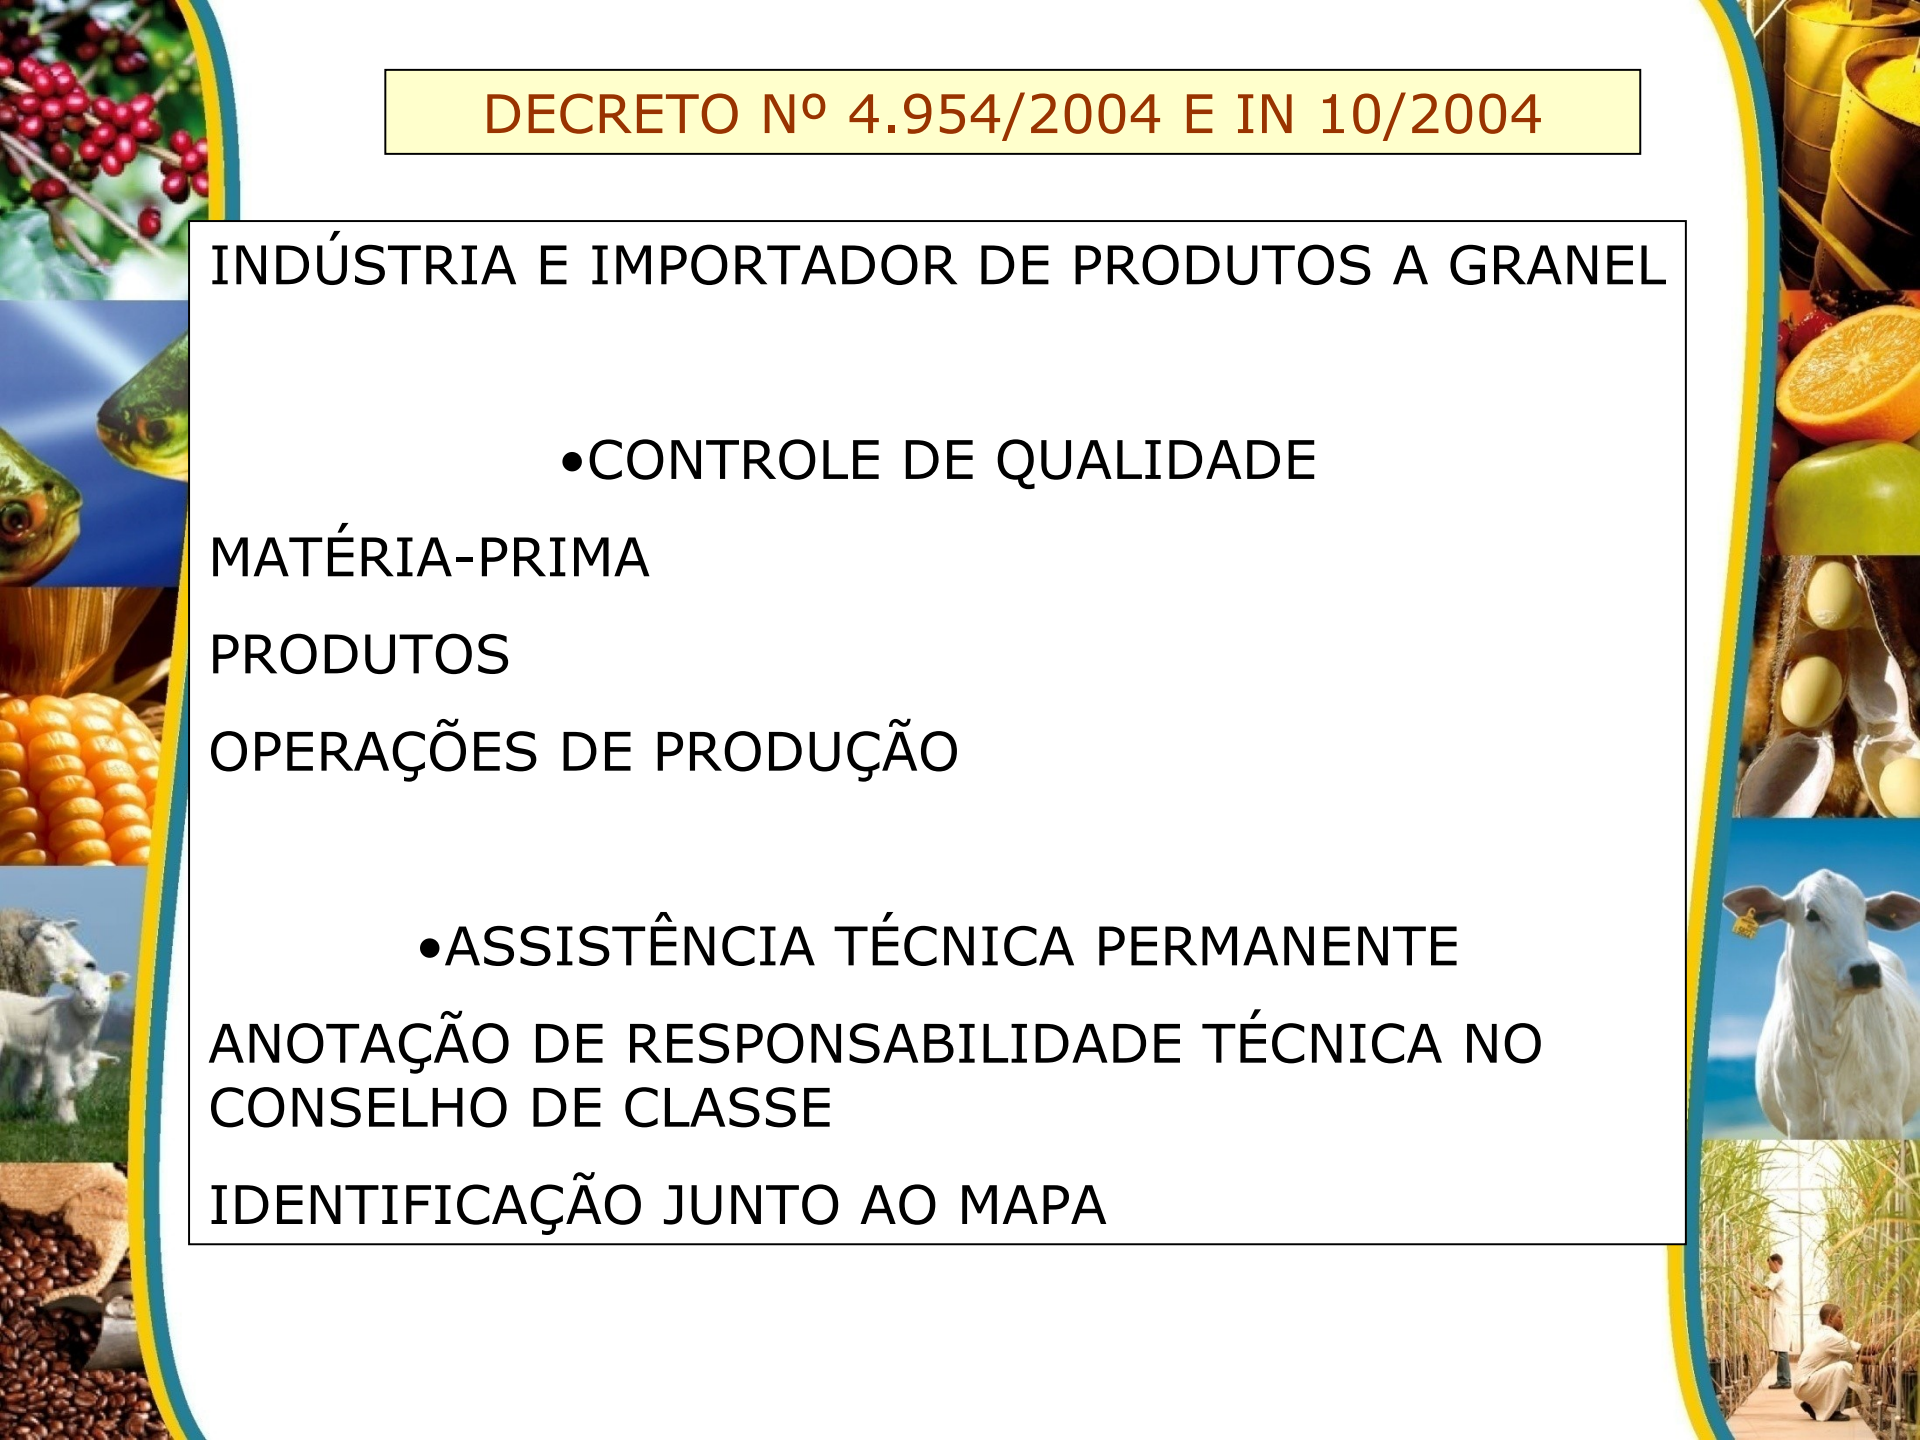 DECRETO Nº 4.954/2004 E IN 10/2004
INDÚSTRIA E IMPORTADOR DE PRODUTOS A GRANEL
•CONTROLE DE QUALIDADE
MATÉRIA-PRIMA
PRODUTOS
OPERAÇÕES DE PRODUÇÃO
•ASSISTÊNCIA TÉCNICA PERMANENTE
ANOTAÇÃO DE RESPONSABILIDADE TÉCNICA NO
CONSELHO DE CLASSE
IDENTIFICAÇÃO JUNTO AO MAPA